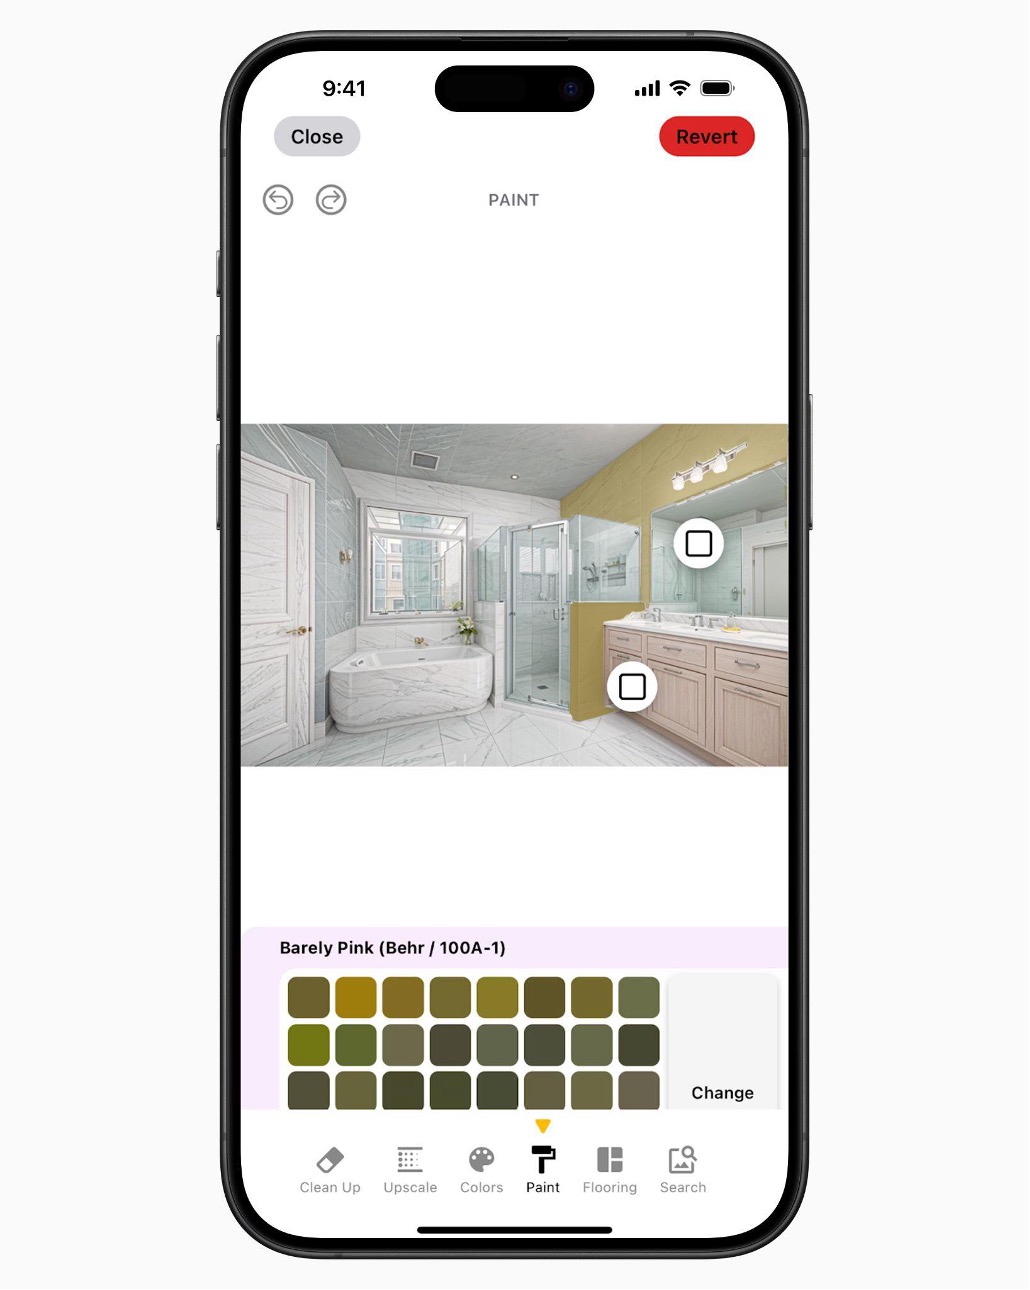 9:41
Close
Revert
PAINT
Barely Pink (Behr / 100A-1)
Change
Clean Up
Upscale
Colors
Paint
Flooring
Search